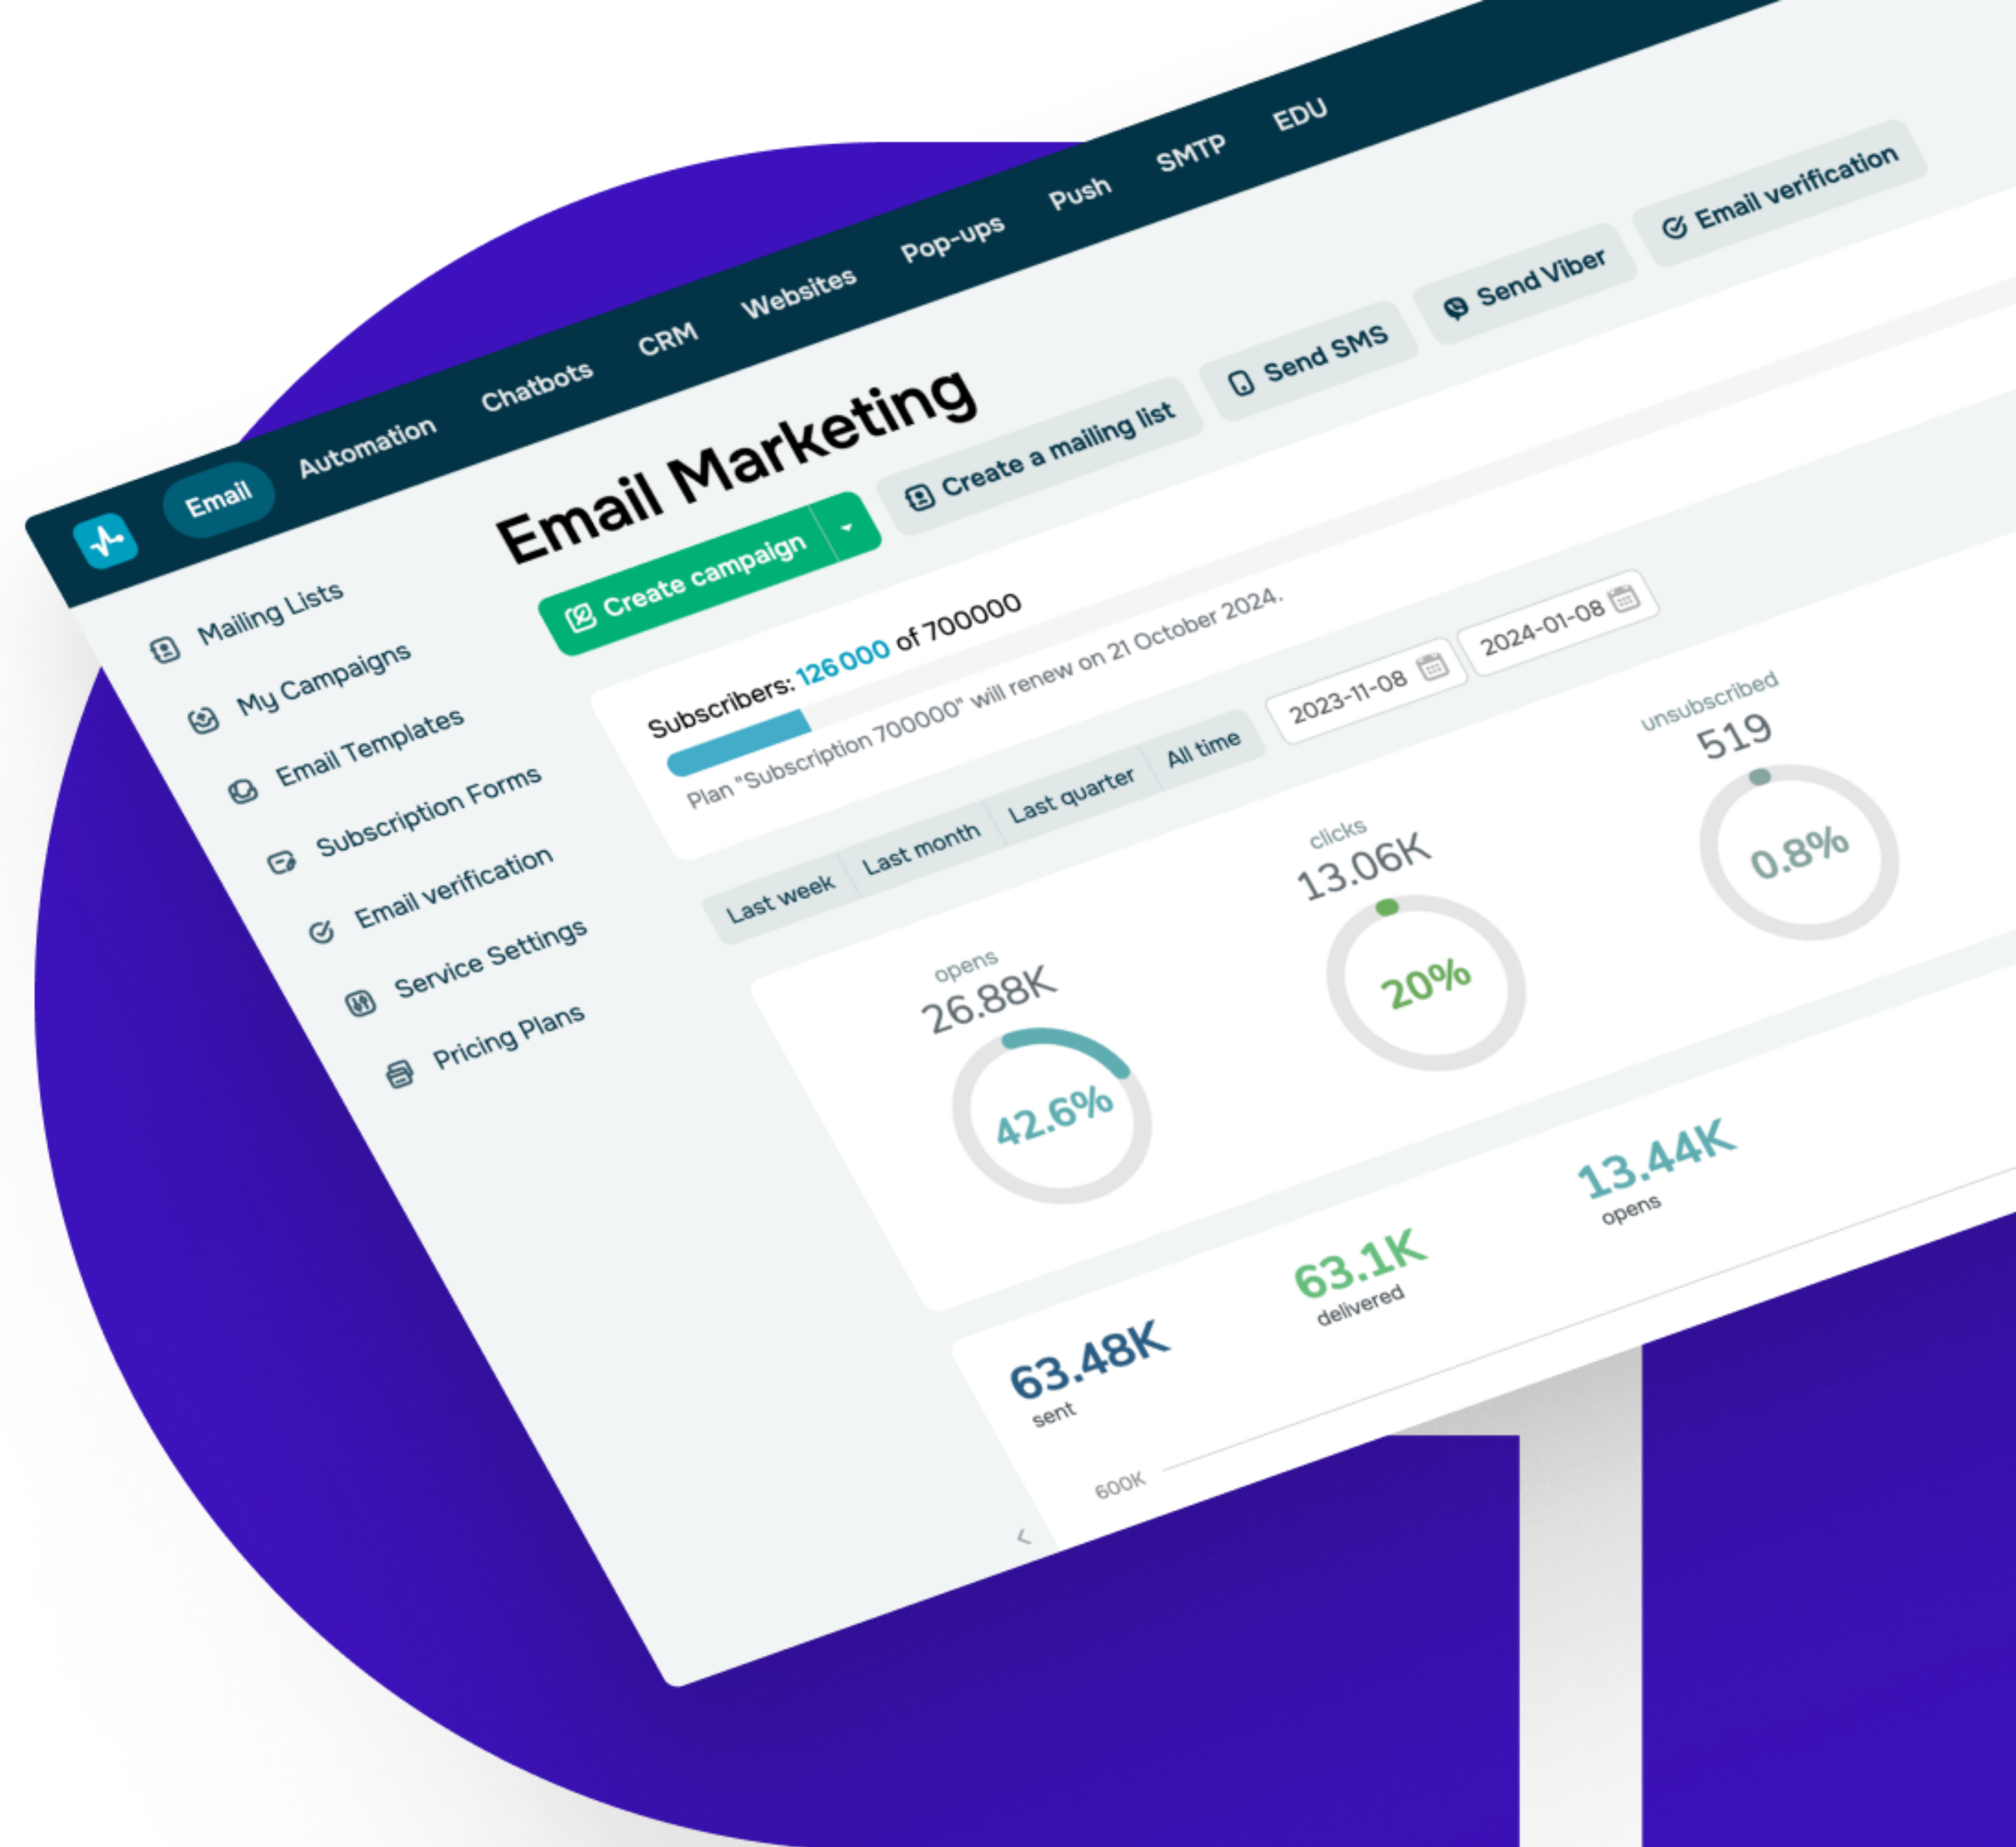 Email Automation Chatbots CRM Websites Pop-ups Push SMTP EDU
Mailing Lists
My Campaigns
Email Templates
Subscription Forms
Email verification
Service Settings
Pricing Plans
Email Marketing
Create campaign Create a mailing list Send SMS Send Viber Email verification
Subscribers: 126 000 of 700000
Plan "Subscription 700000" will renew on 21 October 2024.
Last week Last month Last quarter All time 2023-11-08 2024-01-08
opens
26.88K
42.6%
clicks
13.06K
20%
unsubscribed
519
0.8%
63.48K
sent
63.1K
delivered
13.44K
opens
600K